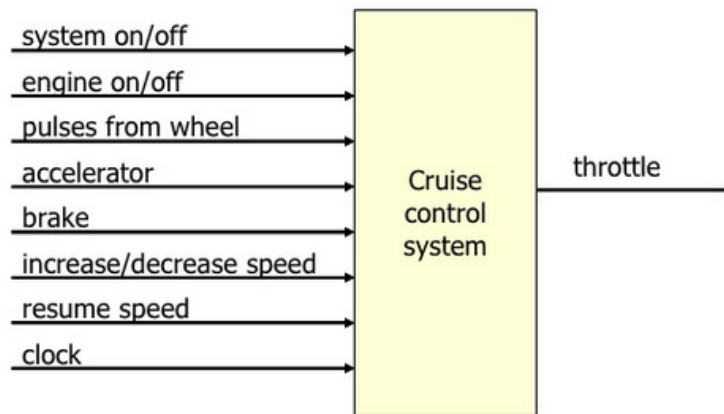 system on/off
engine on/off
pulses from wheel
accelerator
brake
increase/decrease speed
resume speed
clock
Cruise
control
system
throttle